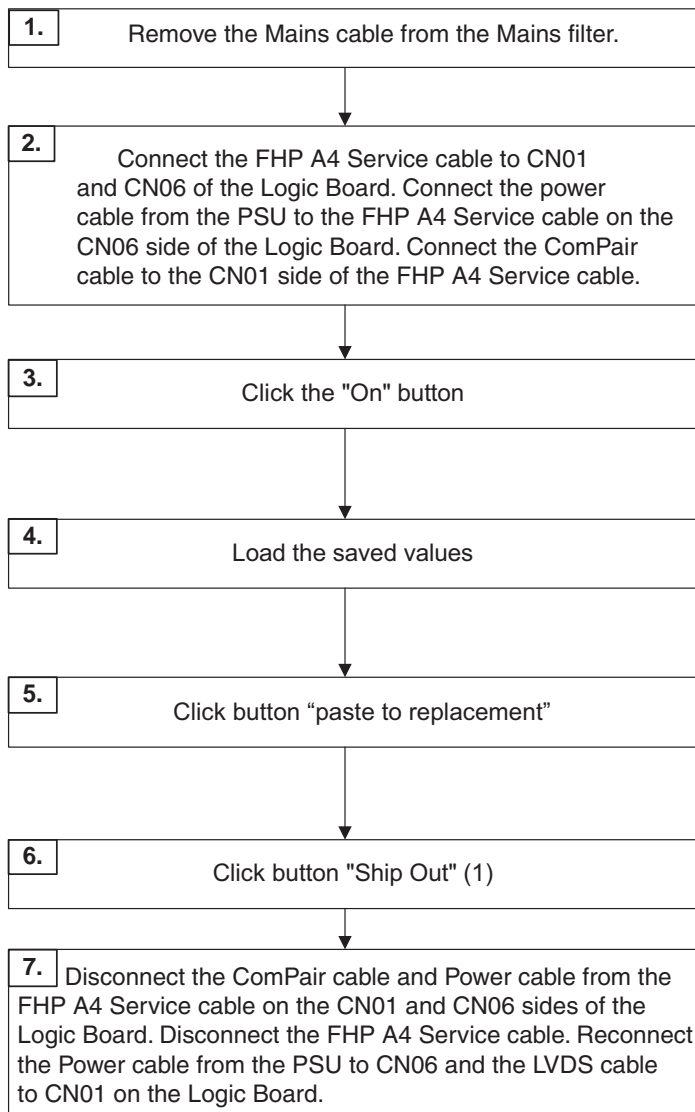 1.
Remove the Mains cable from the Mains filter.
2.
Connect the FHP A4 Service cable to CN01
and CN06 of the Logic Board. Connect the power
cable from the PSU to the FHP A4 Service cable on the
CN06 side of the Logic Board. Connect the ComPair
cable to the CN01 side of the FHP A4 Service cable.
3.
Click the "On" button
4.
Load the saved values
5.
Click button “paste to replacement”
6.
Click button "Ship Out" (1)
7.
Disconnect the ComPair cable and Power cable from the
FHP A4 Service cable on the CN01 and CN06 sides of the
Logic Board. Disconnect the FHP A4 Service cable. Reconnect
the Power cable from the PSU to CN06 and the LVDS cable
to CN01 on the Logic Board.